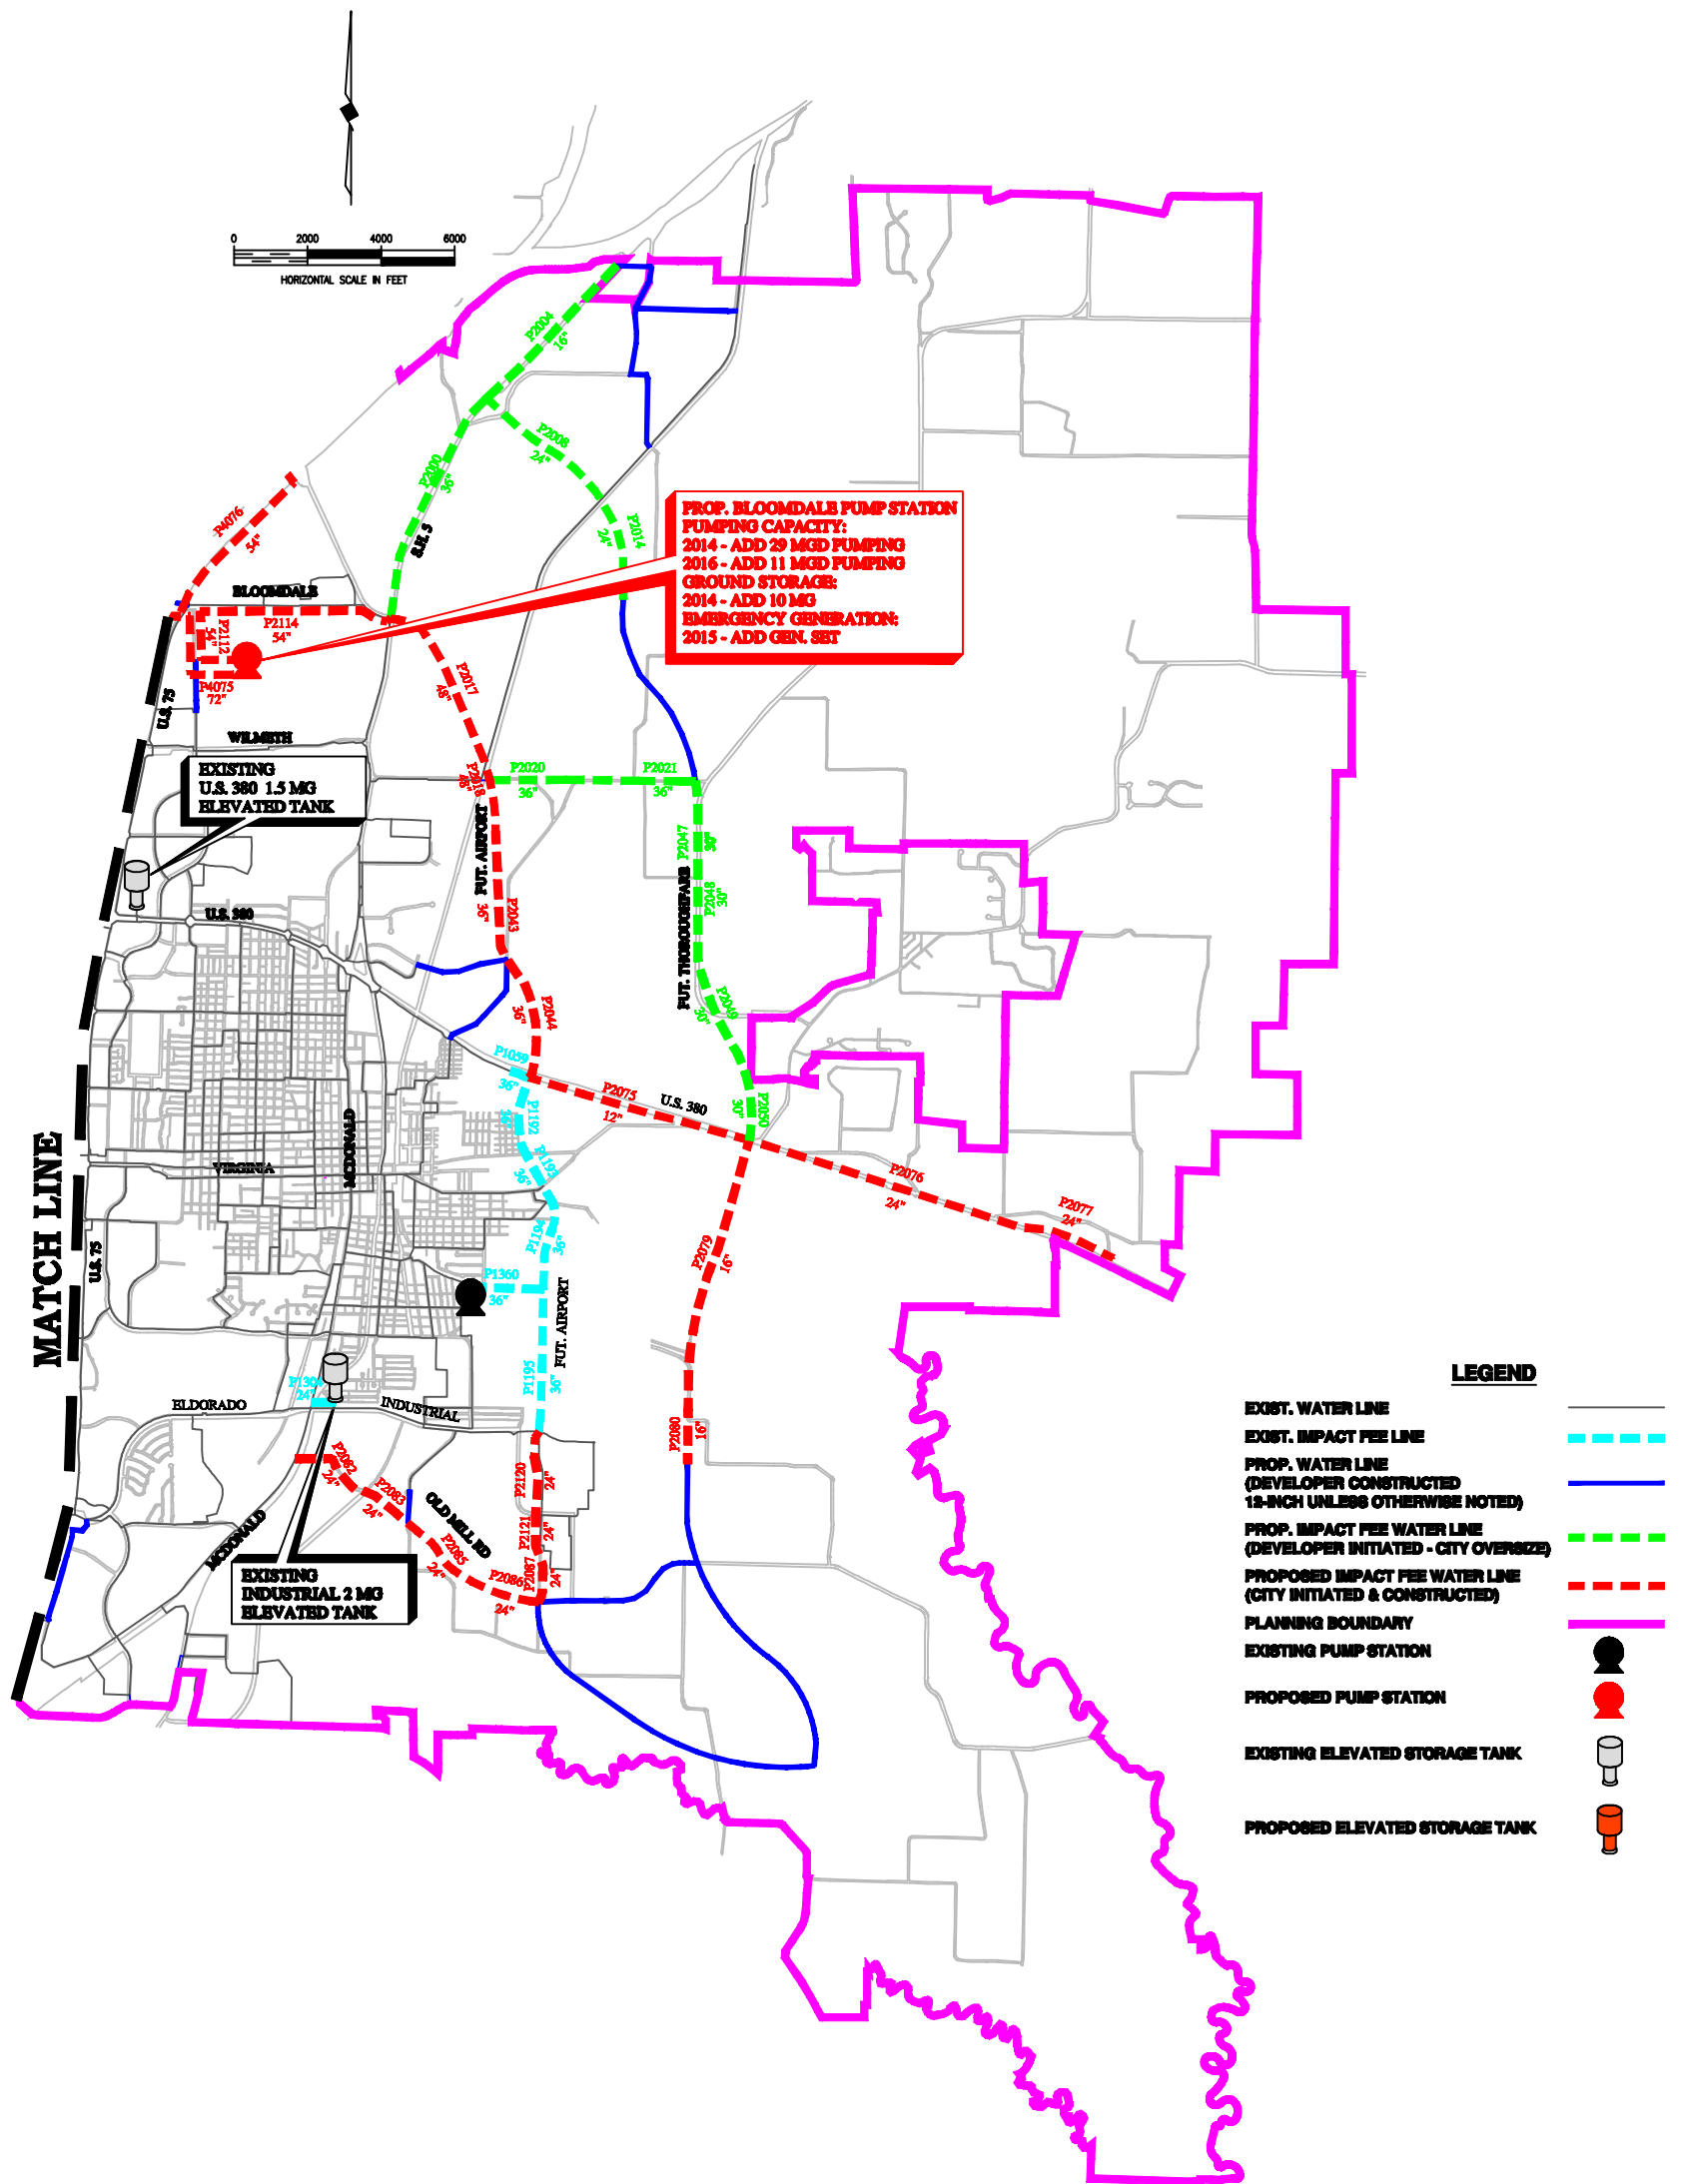 0 2000 4000 6000
HORIZONTAL SCALE IN FEET
P2004
16"
P2008
24"
P2000
36"
S.H. 5
P2014
24"
P4076
54"
BLOOMDALE
P2114
54"
P2112
54"
P4075
72"
U.S. 75
PROP. BLOOMDALE PUMP STATION
PUMPING CAPACITY:
2014 - ADD 29 MGD PUMPING
2016 - ADD 11 MGD PUMPING
GROUND STORAGE:
2014 - ADD 10 MG
EMERGENCY GENERATION:
2015 - ADD GEN. SET
P2017
48"
WILMETH
P2018
48"
P2020
36"
P2021
36"
EXISTING
U.S. 380 1.5 MG
ELEVATED TANK
FUT. AIRPORT
P2047
30"
P2048
30"
FUT. THOROUGHFARE
P2043
36"
U.S. 380
P2044
36"
P2049
30"
P1059
36"
P2075
12"
U.S. 380
P2050
30"
P1192
36"
P1193
36"
MCDONALD
VIRGINIA
P2076
24"
P2077
24"
P1194
36"
P2079
16"
MATCH LINE
U.S. 75
P1360
36"
FUT. AIRPORT
P1195
36"
24"
ELDORADO
INDUSTRIAL
P2080
16"
P2082
24"
P2083
24"
P2120
24"
OLD MILL RD
P2121
24"
P2085
24"
P2086
24"
P2087
24"
MCDONALD
EXISTING
INDUSTRIAL 2 MG
ELEVATED TANK
LEGEND
EXIST. WATER LINE
EXIST. IMPACT FEE LINE
PROP. WATER LINE
(DEVELOPER CONSTRUCTED
12-INCH UNLESS OTHERWISE NOTED)
PROP. IMPACT FEE WATER LINE
(DEVELOPER INITIATED - CITY OVERSIZE)
PROPOSED IMPACT FEE WATER LINE
(CITY INITIATED & CONSTRUCTED)
PLANNING BOUNDARY
EXISTING PUMP STATION
PROPOSED PUMP STATION
EXISTING ELEVATED STORAGE TANK
PROPOSED ELEVATED STORAGE TANK